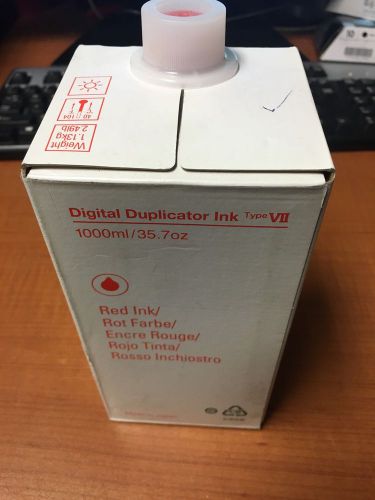 Weight
1.13kg
2.49lb
Digital Duplicator Ink Type VII
1000ml/35.7oz
Red Ink/
Rot Farbe/
Encre Rouge/
Rojo Tinta/
Rosso Inchiostro
10